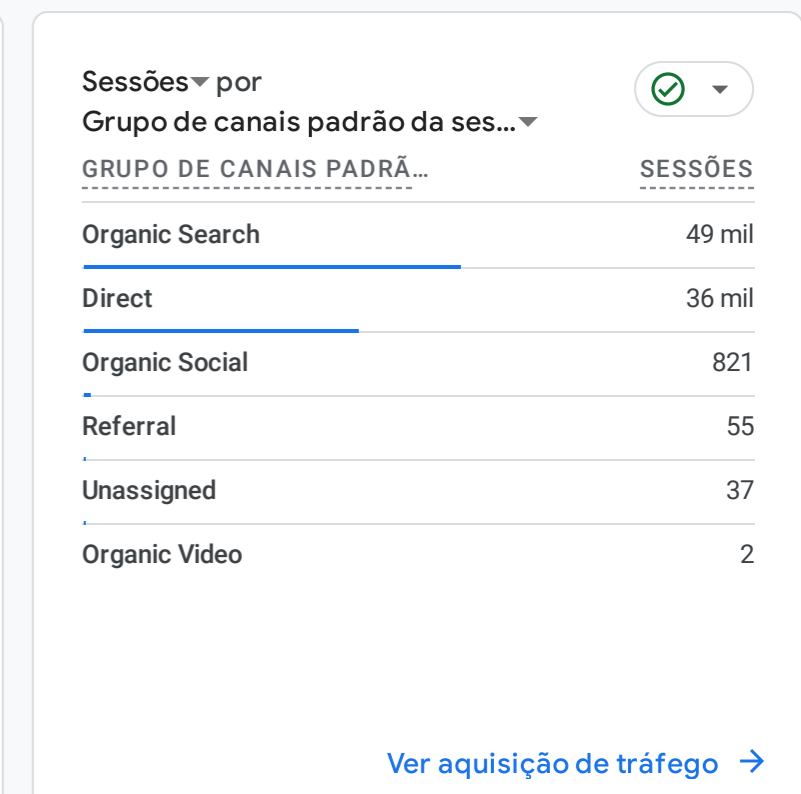 Sessões por
Grupo de canais padrão da ses...
GRUPO DE CANAIS PADRÃ... SESSÕES
Organic Search 49 mil
Direct 36 mil
Organic Social 821
Referral 55
Unassigned 37
Organic Video 2
Ver aquisição de tráfego